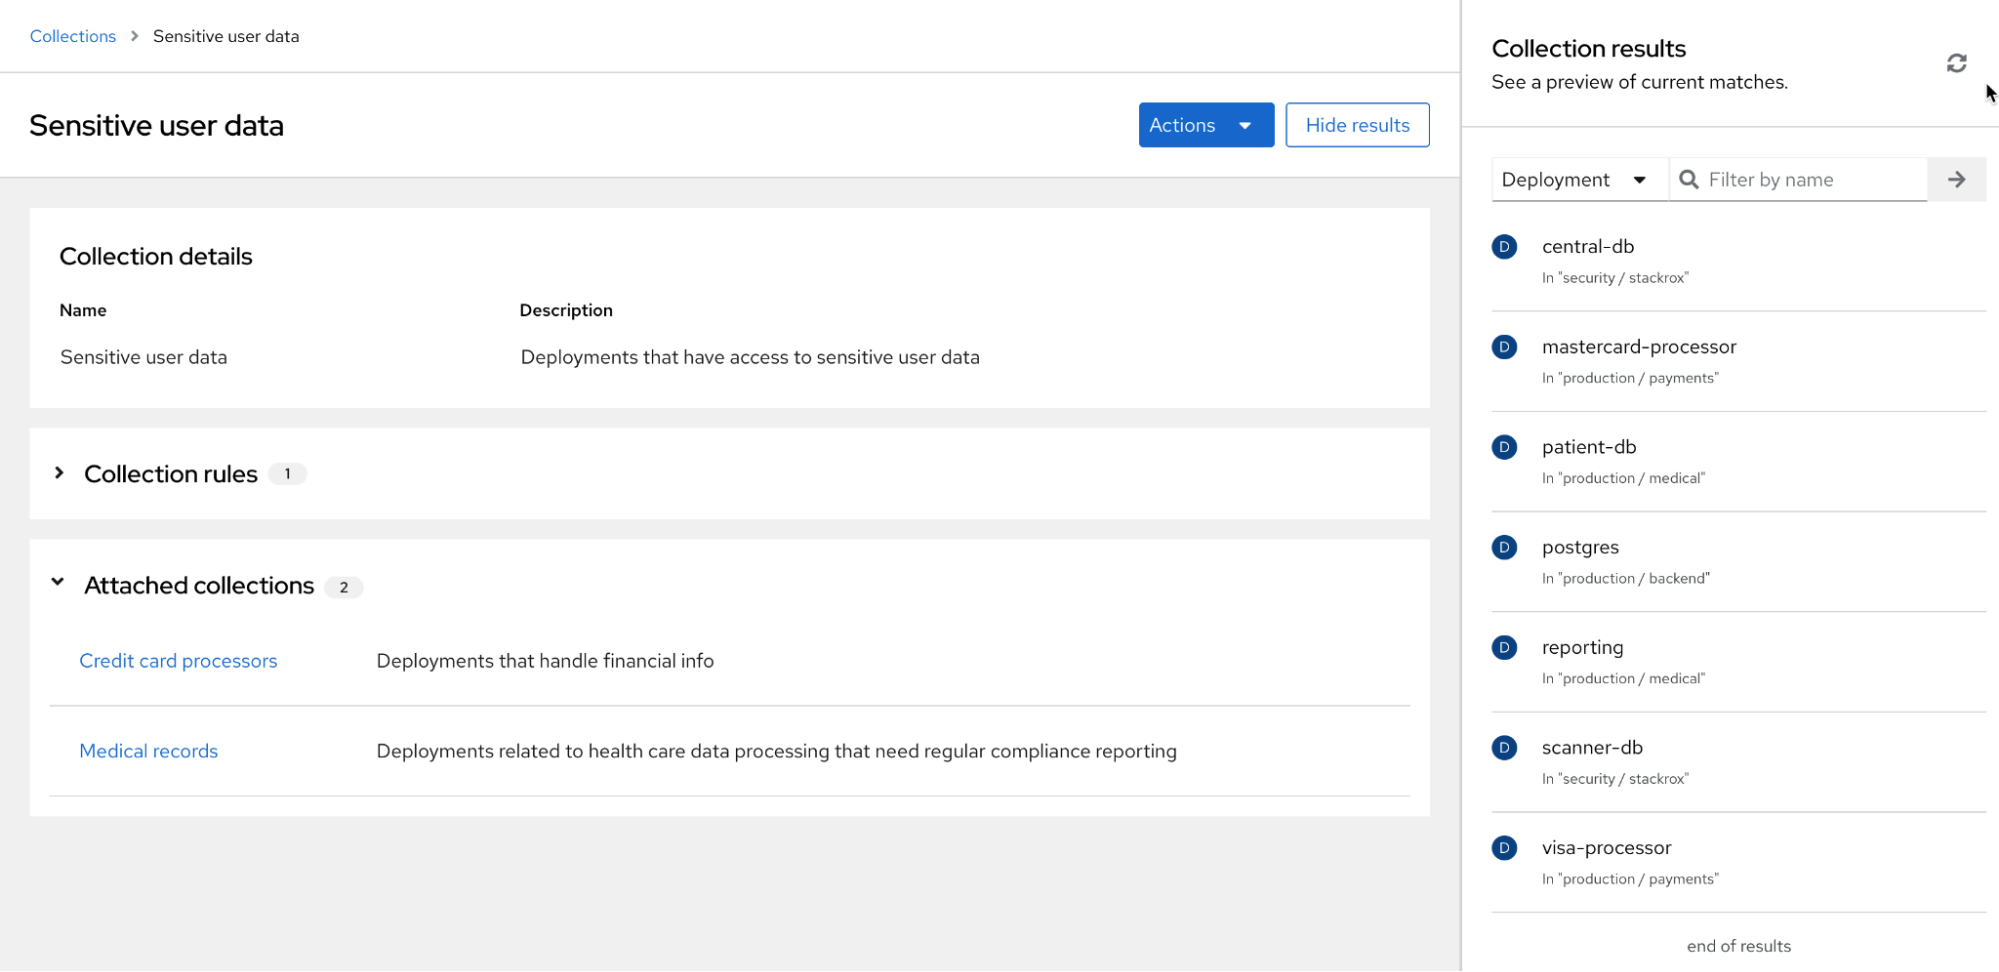 Collections > Sensitive user data
Sensitive user data
Actions
Hide results
Collection details
Name Description
Sensitive user data Deployments that have access to sensitive user data
Collection rules 1
Attached collections 2
Credit card processors Deployments that handle financial info
Medical records Deployments related to health care data processing that need regular compliance reporting
Collection results
See a preview of current matches.
Deployment Filter by name
D central-db
In "security / stackrox"
D mastercard-processor
In "production / payments"
D patient-db
In "production / medical"
D postgres
In "production / backend"
D reporting
In "production / medical"
D scanner-db
In "security / stackrox"
D visa-processor
In "production / payments"
end of results